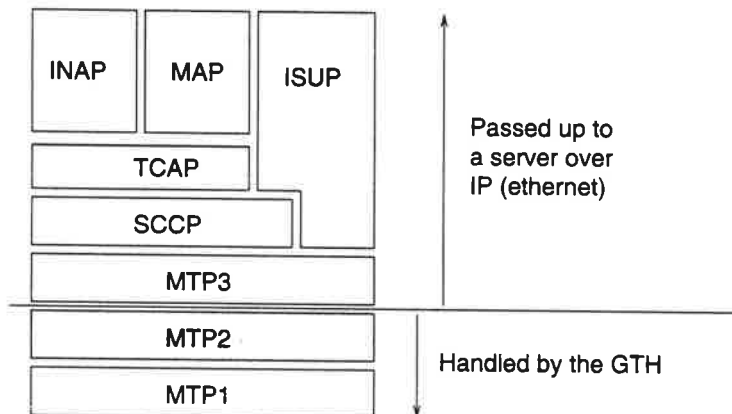 INAP
MAP
ISUP
TCAP
SCCP
MTP3
MTP2
MTP1
Passed up to
a server over
IP (ethernet)
Handled by the GTH